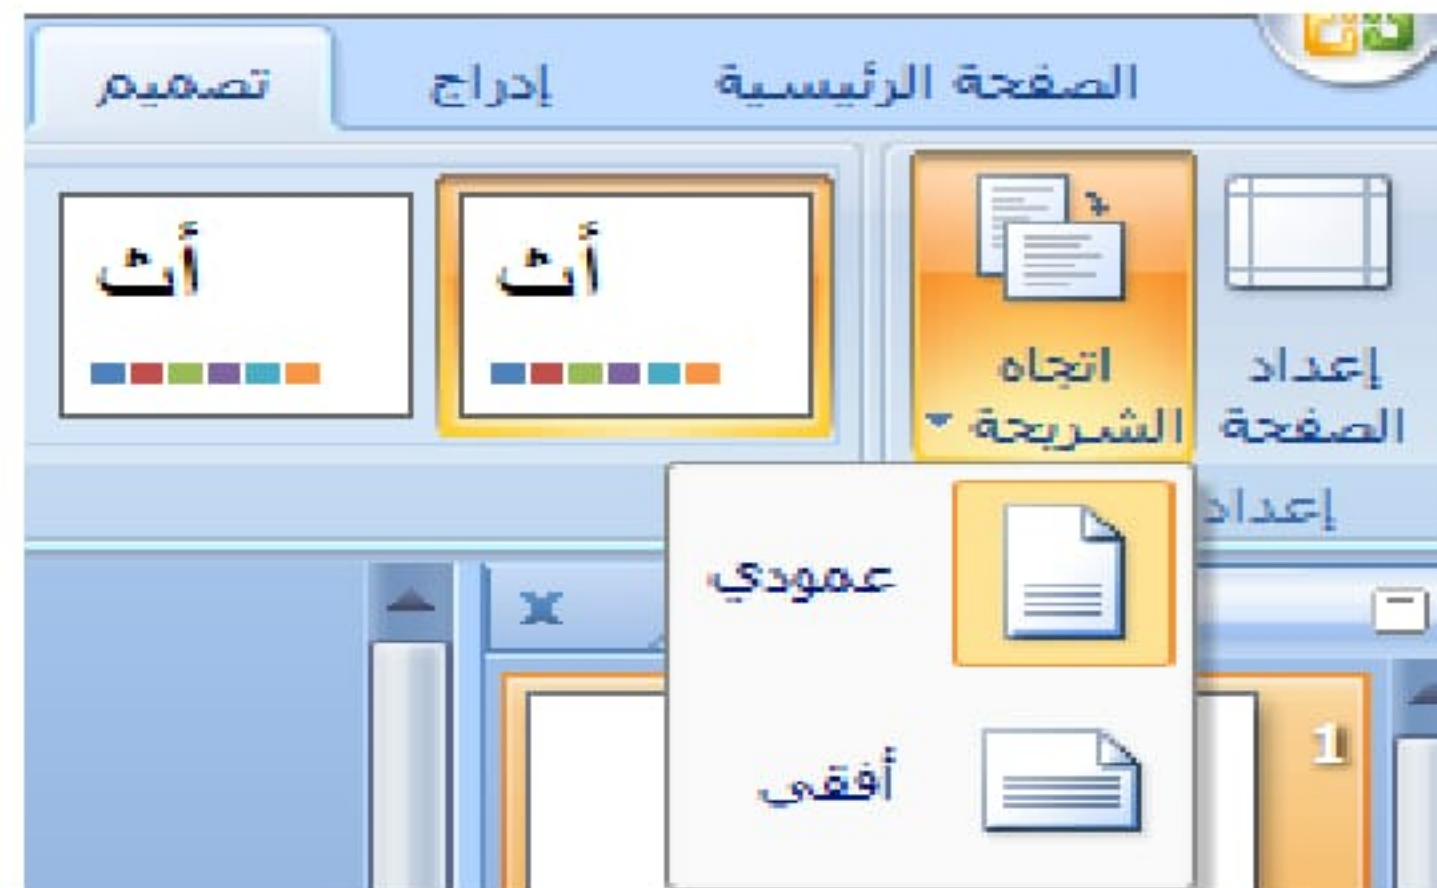 الصفحة الرئيسية إدراج تصميم
إعداد الصفحة
اتجاه الشريحة
أث
أث
إعداد
عمودي
أفقي
1